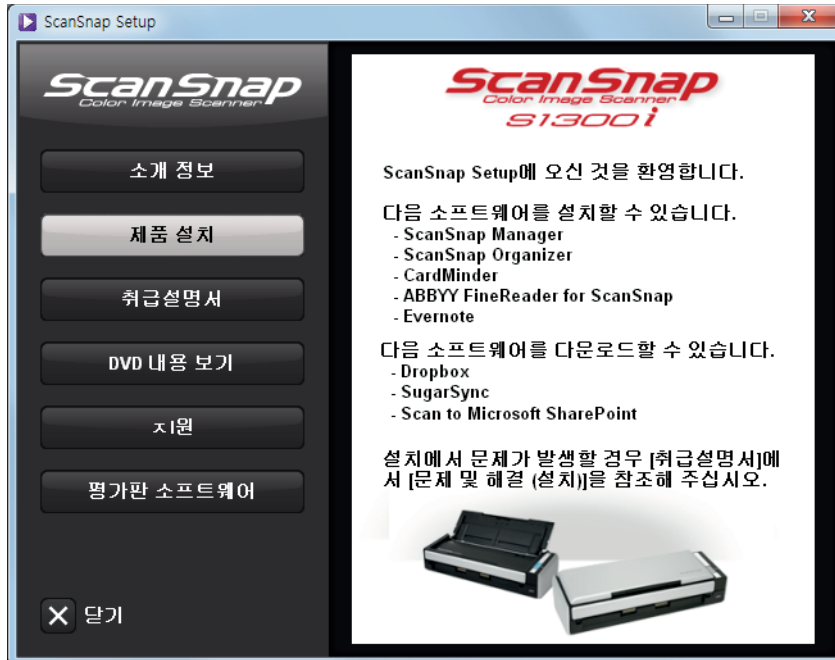 ScanSnap Setup
ScanSnap
Color Image Scanner
소개 정보
제품 설치
취급설명서
DVD 내용 보기
지원
평가판 소프트웨어
닫기
ScanSnap
Color Image Scanner
S1300i
ScanSnap Setup에 오신 것을 환영합니다.
다음 소프트웨어를 설치할 수 있습니다.
- ScanSnap Manager
- ScanSnap Organizer
- CardMinder
- ABBYY FineReader for ScanSnap
- Evernote
다음 소프트웨어를 다운로드할 수 있습니다.
- Dropbox
- SugarSync
- Scan to Microsoft SharePoint
설치에서 문제가 발생할 경우 [취급설명서]에
서 [문제 및 해결 (설치)]을 참조해 주십시오.